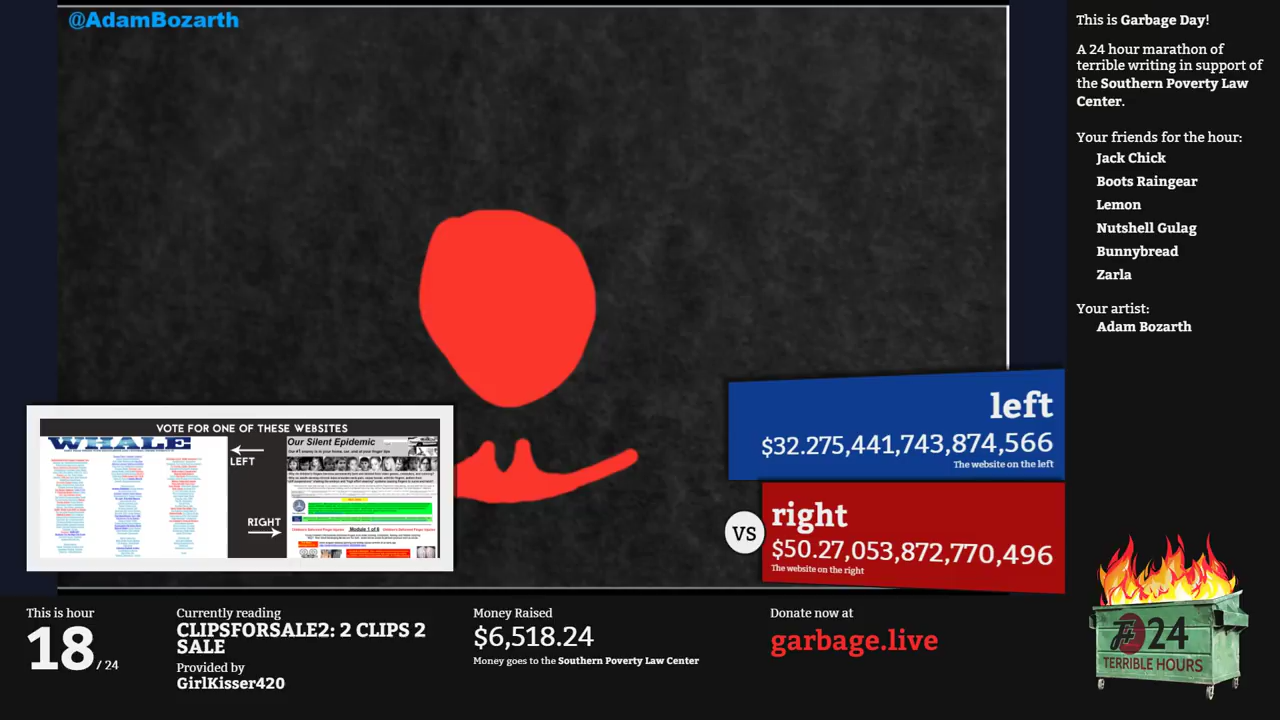 @AdamBozarth
This is Garbage Day!
A 24 hour marathon of
terrible writing in support of
the Southern Poverty Law
Center.
Your friends for the hour:
Jack Chick
Boots Raingear
Lemon
Nutshell Gulag
Bunnybread
Zarla
Your artist:
Adam Bozarth
VOTE FOR ONE OF THESE WEBSITES
WHALE
LEFT
RIGHT
Our Silent Epidemic
left
$32.275,441,743,874,566
The website on the left
VS
right
$50.27,053,872,770,496
The website on the right
This is hour
18 / 24
Currently reading
CLIPSFORSALE2: 2 CLIPS 2
SALE
Provided by
GirlKisser420
Money Raised
$6,518.24
Money goes to the Southern Poverty Law Center
Donate now at
garbage.live
24
TERRIBLE HOURS